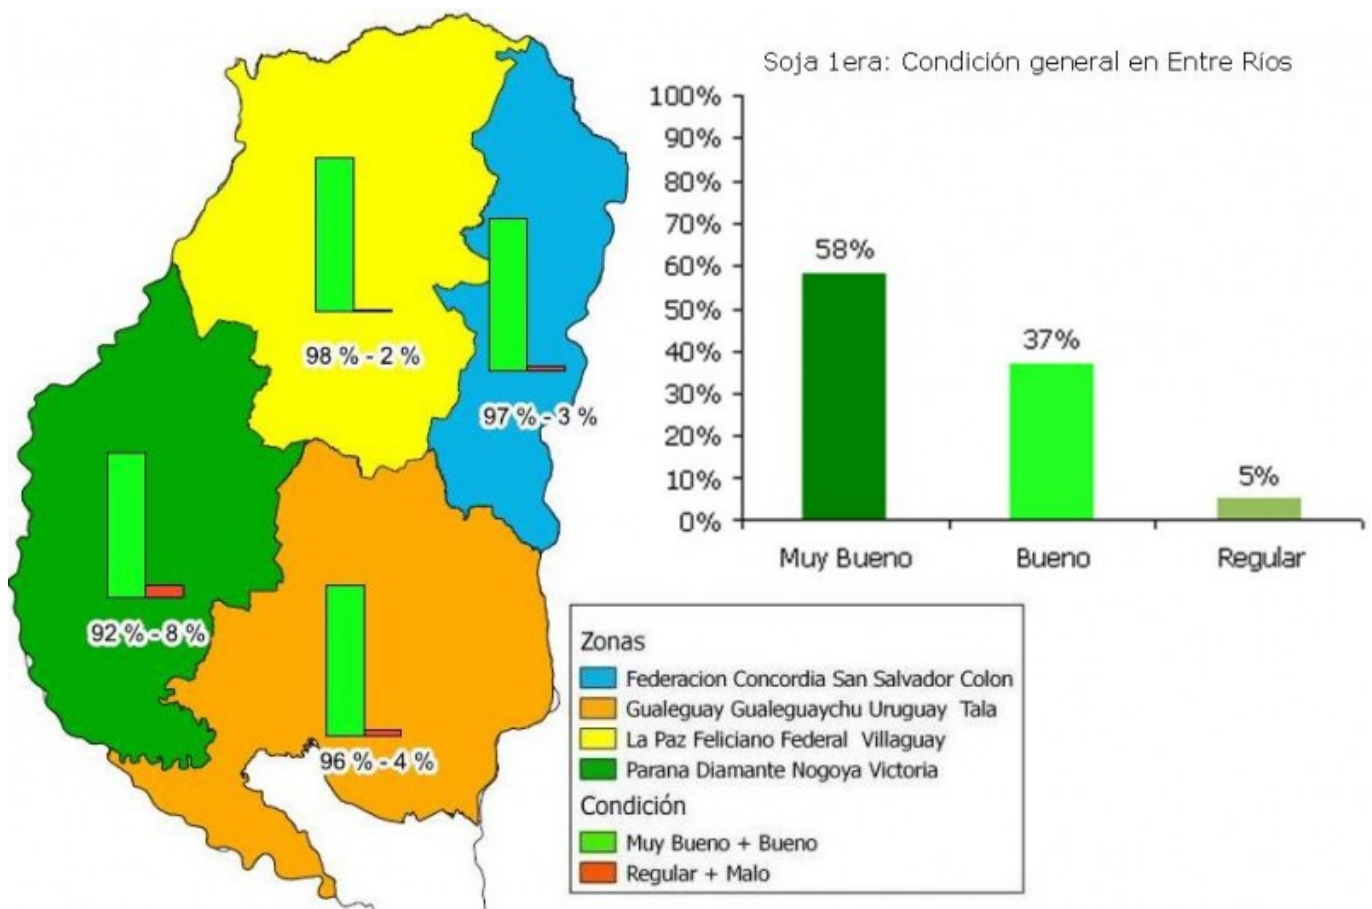 Soja 1era: Condición general en Entre Ríos
100%
90%
80%
70%
60%
50%
40%
30%
20%
10%
0%
58%
37%
5%
Muy Bueno
Bueno
Regular
98 % - 2 %
97 % - 3 %
92 % - 8 %
96 % - 4 %
Zonas
Federacion Concordia San Salvador Colon
Gualeguay Gualeguaychu Uruguay Tala
La Paz Feliciano Federal Villaguay
Parana Diamante Nogoya Victoria
Condición
Muy Bueno + Bueno
Regular + Malo